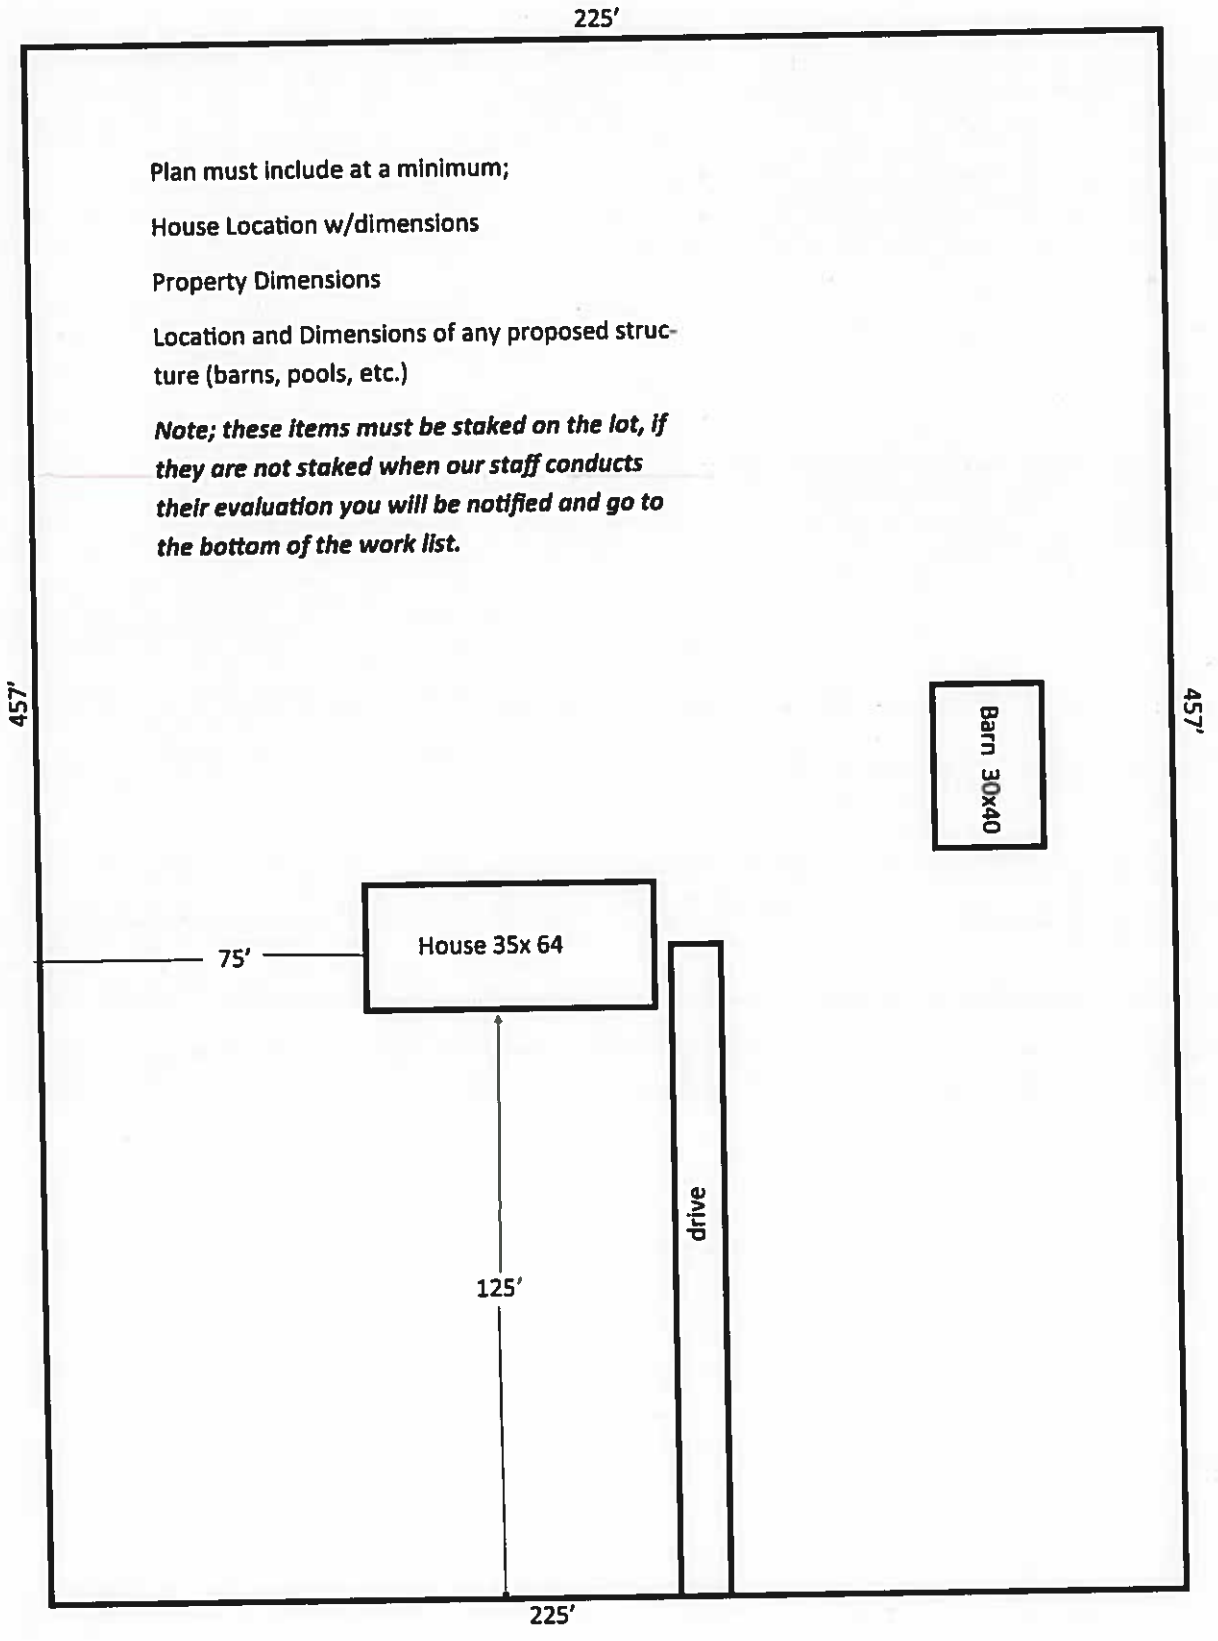 225'
Plan must include at a minimum;
House Location w/dimensions
Property Dimensions
Location and Dimensions of any proposed struc-
ture (barns, pools, etc.)
Note; these items must be staked on the lot, if
they are not staked when our staff conducts
their evaluation you will be notified and go to
the bottom of the work list.
457'
457'
Barn 30x40
House 35x 64
75'
drive
125'
225'